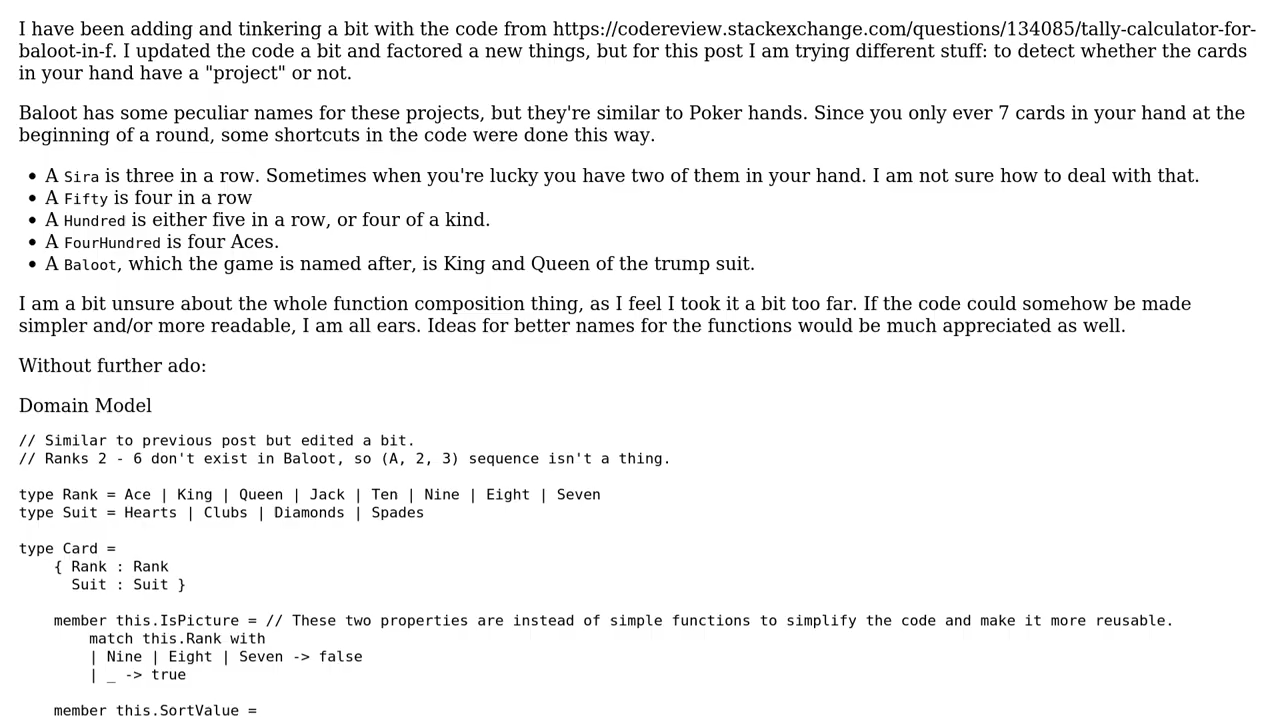 I have been adding and tinkering a bit with the code from https://codereview.stackexchange.com/questions/134085/tally-calculator-for-
baloot-in-f. I updated the code a bit and factored a new things, but for this post I am trying different stuff: to detect whether the cards
in your hand have a "project" or not.
Baloot has some peculiar names for these projects, but they're similar to Poker hands. Since you only ever 7 cards in your hand at the
beginning of a round, some shortcuts in the code were done this way.
• A Sira is three in a row. Sometimes when you're lucky you have two of them in your hand. I am not sure how to deal with that.
• A Fifty is four in a row
• A Hundred is either five in a row, or four of a kind.
• A FourHundred is four Aces.
• A Baloot, which the game is named after, is King and Queen of the trump suit.
I am a bit unsure about the whole function composition thing, as I feel I took it a bit too far. If the code could somehow be made
simpler and/or more readable, I am all ears. Ideas for better names for the functions would be much appreciated as well.
Without further ado:
Domain Model
// Similar to previous post but edited a bit.
// Ranks 2 - 6 don't exist in Baloot, so (A, 2, 3) sequence isn't a thing.
type Rank = Ace | King | Queen | Jack | Ten | Nine | Eight | Seven
type Suit = Hearts | Clubs | Diamonds | Spades
type Card =
    { Rank : Rank
      Suit : Suit }
    member this.IsPicture = // These two properties are instead of simple functions to simplify the code and make it more reusable.
        match this.Rank with
        | Nine | Eight | Seven -> false
        | _ -> true
    member this.SortValue =